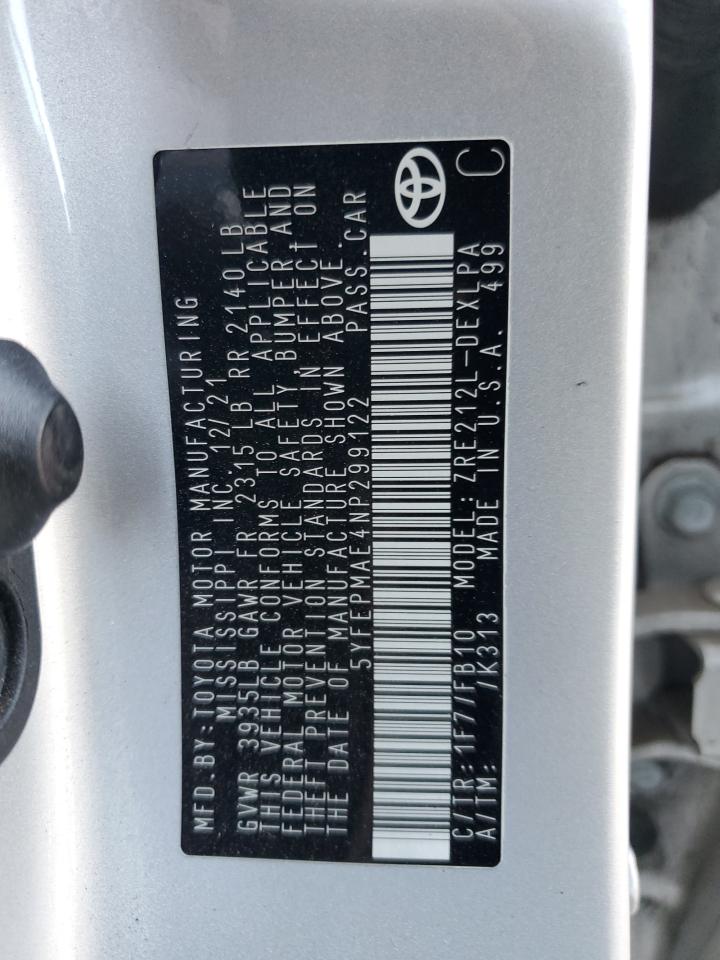 MFD.BY:TOYOTA MOTOR MANUFACTURING
MISSISSIPPI INC 12/21
GVWR 3935LB GAWR FR 2315LB RR 2140LB
THIS VEHICLE CONFORMS TO ALL APPLICABLE
FEDERAL MOTOR VEHICLE SAFETY,BUMPER AND
THEFT PREVENTION STANDARDS IN EFFECT ON
THE DATE OF MANUFACTURE SHOWN ABOVE.
5YFEPMAE4NP299122 PASS.CAR
C/TR:1F7/FB10 MODEL:ZRE212L-DEXLPA
A/TM: /K313 MADE IN U.S.A. 499
C